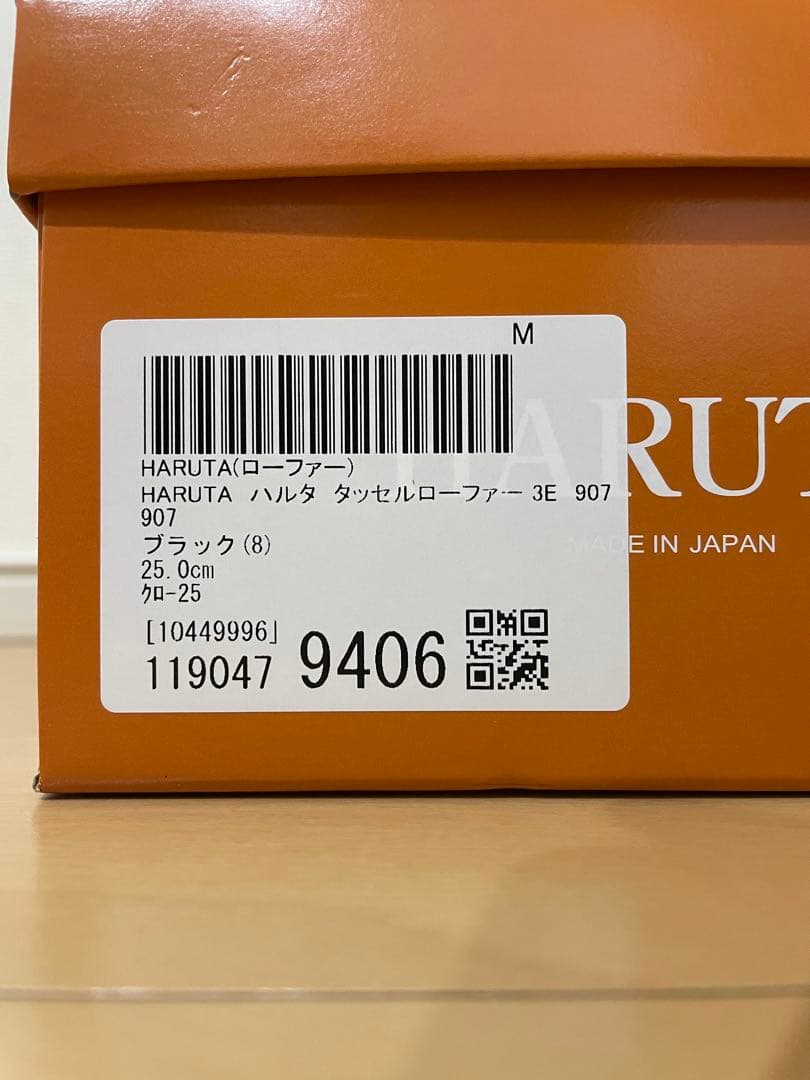 M
HARUTA(ローファー)
HARUTA ハルタ タッセルローファー 3E 907
907
ブラック(8)
25.0cm
ｸﾛ-25
[10449996]
119047 9406
HARUT
MADE IN JAPAN